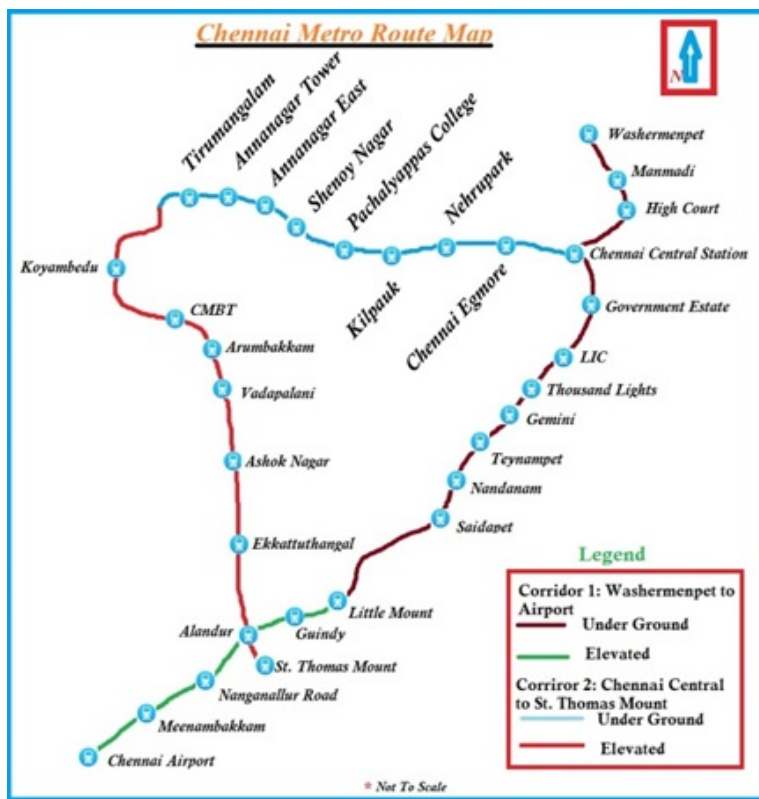 Chennai Metro Route Map
N
Tirumangalam
Annanagar Tower
Annanagar East
Shenoy Nagar
Pachalyappas College
Nehrupark
Washermenpet
Manmadi
High Court
Chennai Central Station
Koyambedu
Kilpauk
Chennai Egmore
Government Estate
CMBT
Arumbakkam
LIC
Vadapalani
Thousand Lights
Gemini
Teynampet
Ashok Nagar
Nandanam
Saidapet
Ekkattuthangal
Little Mount
Guindy
Alandur
St. Thomas Mount
Nanganallur Road
Meenambakkam
Chennai Airport
Legend
Corridor 1: Washermenpet to
Airport
Under Ground
Elevated
Corriror 2: Chennai Central
to St. Thomas Mount
Under Ground
Elevated
* Not To Scale